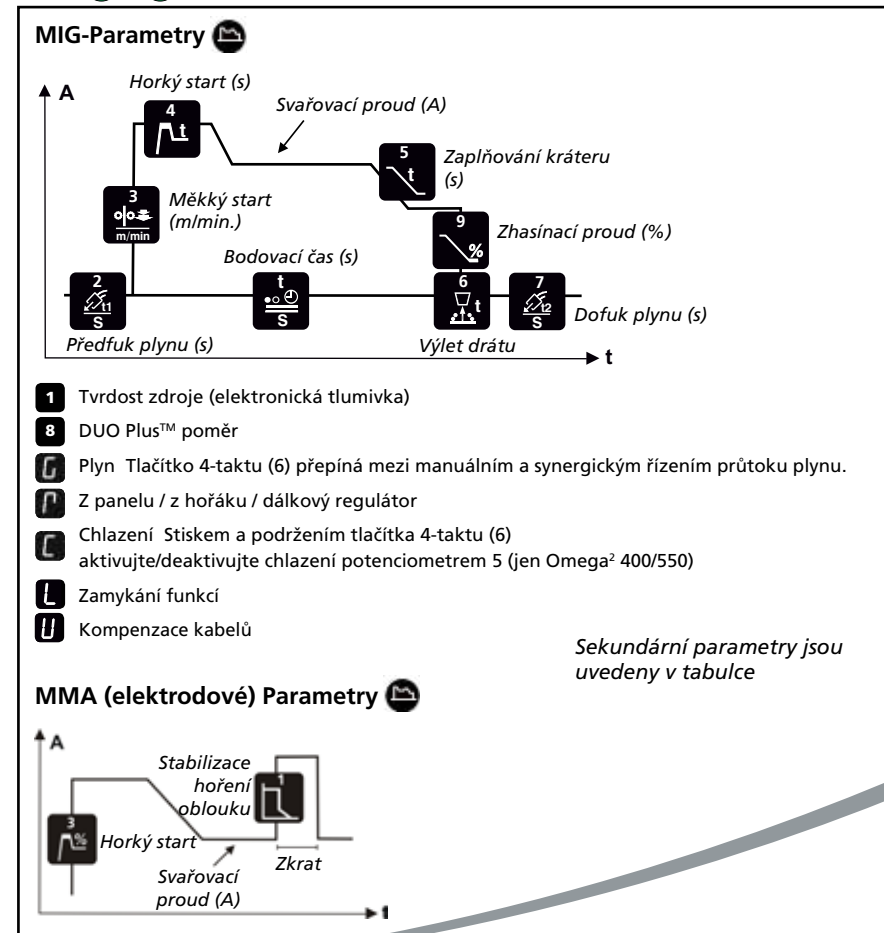 MIG-Parametry
A
Horký start (s)
4
t
Svařovací proud (A)
5
t
Zaplňování kráteru
(s)
3
m/min
Měkký start
(m/min.)
9
%
Zhasínací proud (%)
Bodovací čas (s)
2
t1
S
t
S
6
t
7
t2
S
Dofuk plynu (s)
Předfuk plynu (s)
Výlet drátu
t
1 Tvrdost zdroje (elektronická tlumivka)
8 DUO Plus™ poměr
G Plyn Tlačítko 4-taktu (6) přepíná mezi manuálním a synergickým řízením průtoku plynu.
Z panelu / z hořáku / dálkový regulátor
C Chlazení Stiskem a podržením tlačítka 4-taktu (6)
aktivujte/deaktivujte chlazení potenciometrem 5 (jen Omega² 400/550)
L Zamykání funkcí
U Kompenzace kabelů
Sekundární parametry jsou
uvedeny v tabulce
MMA (elektrodové) Parametry
A
Stabilizace
hoření
oblouku
1
3
%
Horký start
Svařovací
proud (A)
Zkrat
t